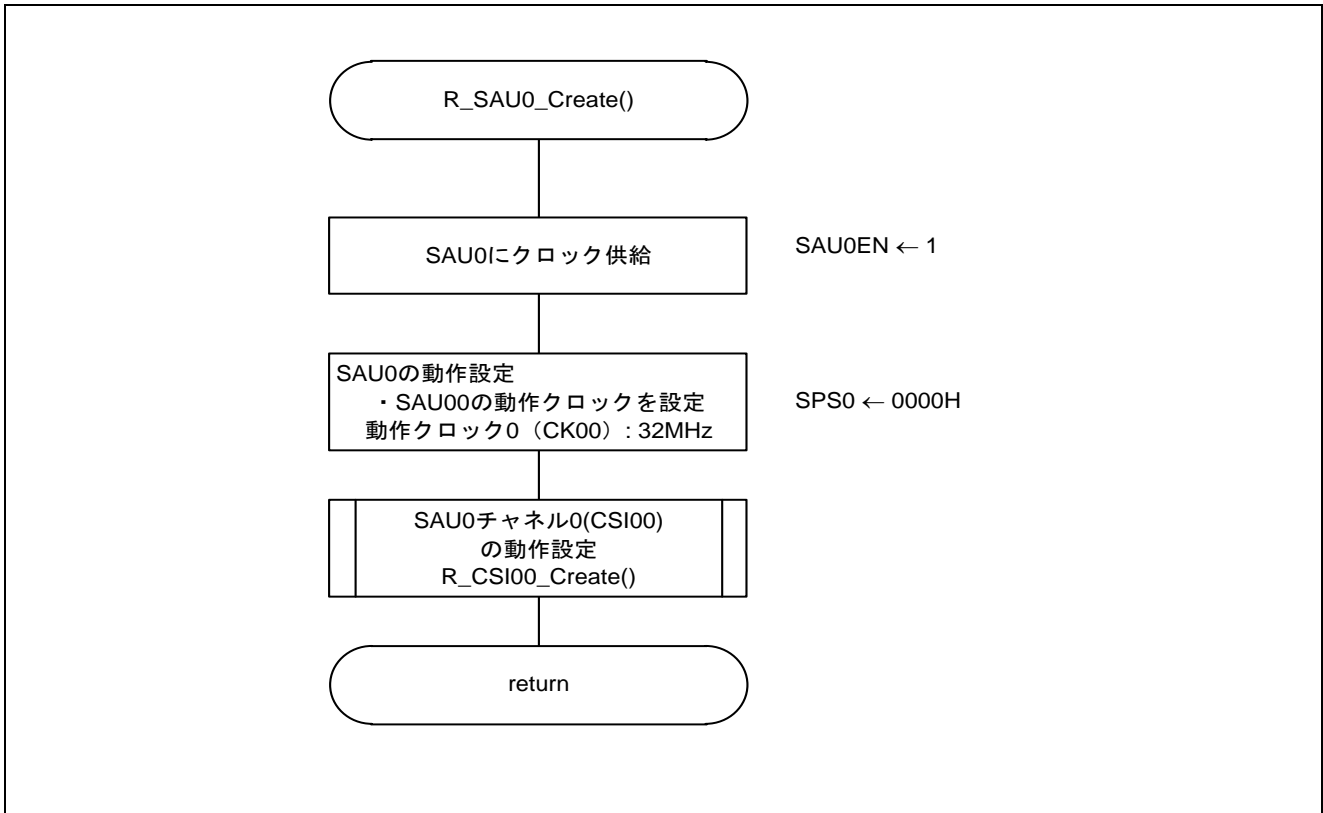 R_SAU0_Create()
SAU0にクロック供給
SAU0EN ← 1
SAU0の動作設定
・SAU00の動作クロックを設定
動作クロック0（CK00）: 32MHz
SPS0 ← 0000H
SAU0チャネル0(CSI00)
の動作設定
R_CSI00_Create()
return